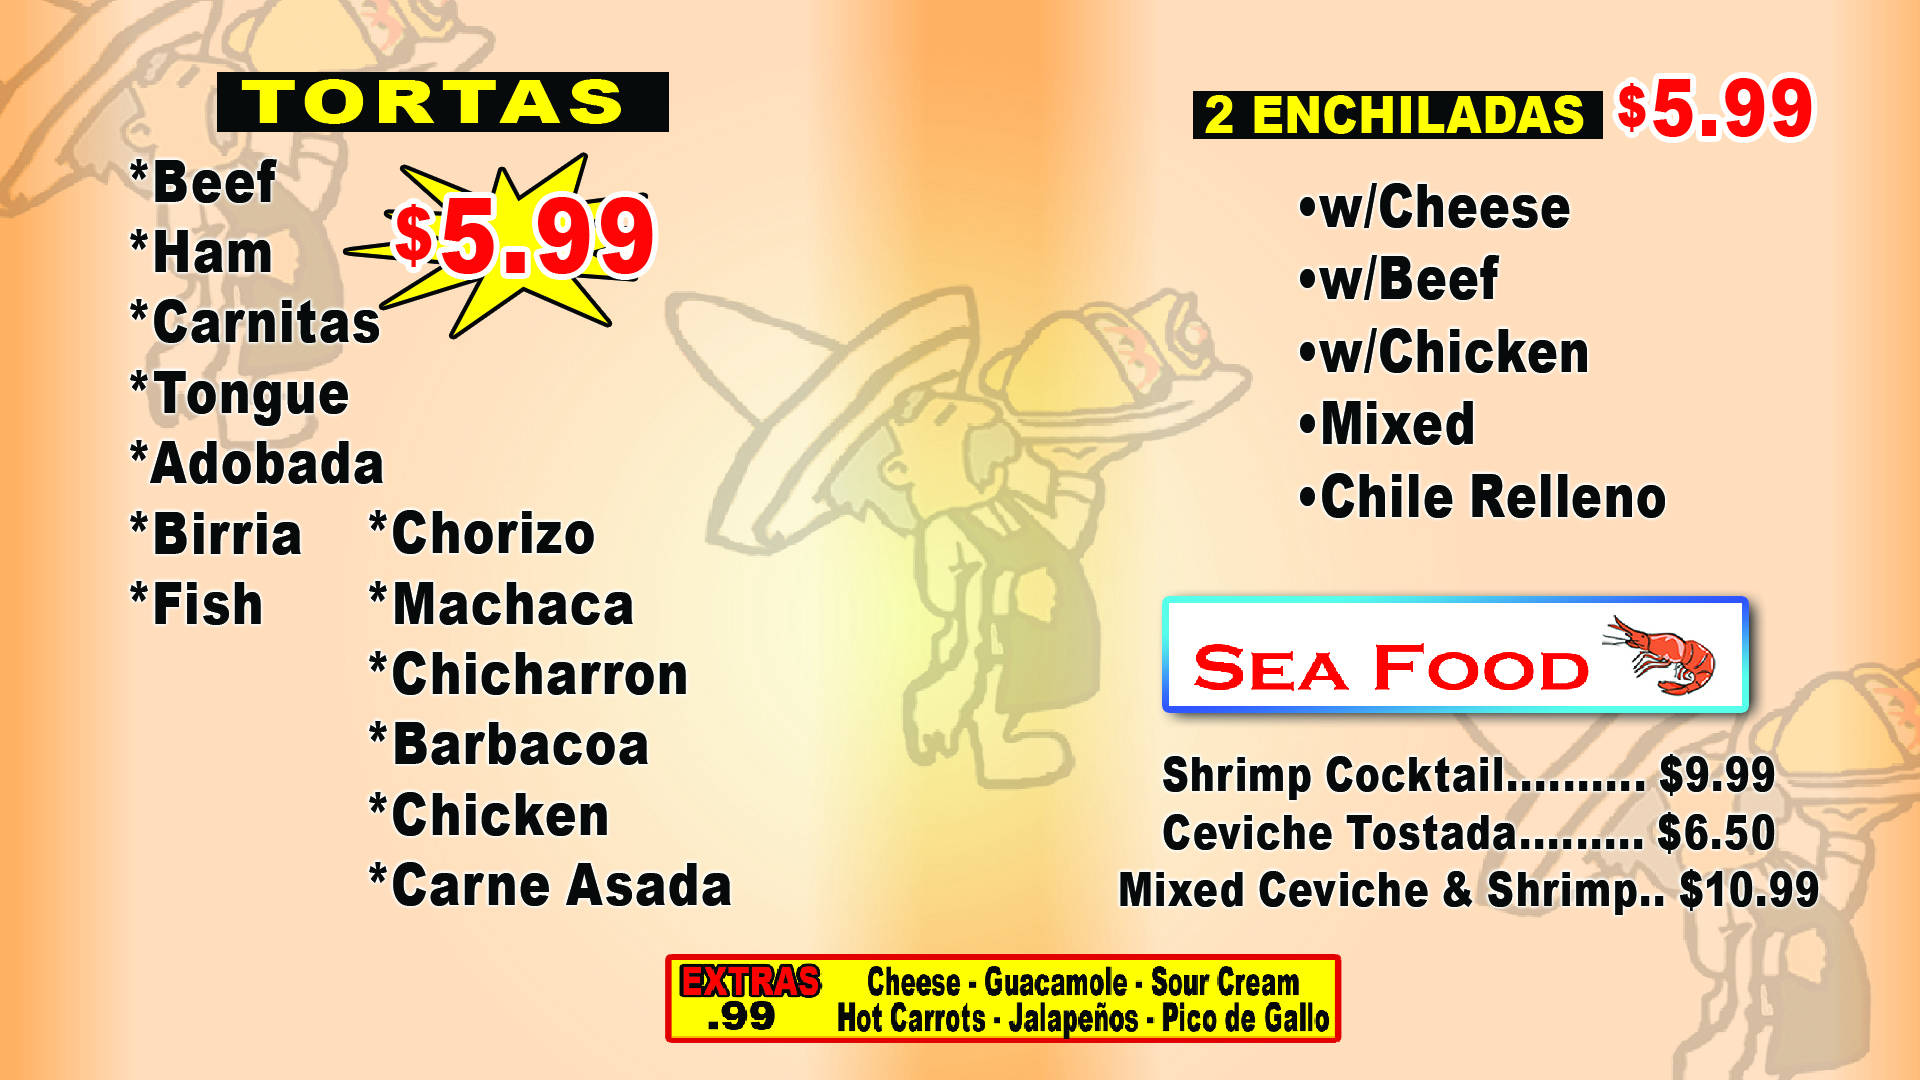 TORTAS
$5.99
*Beef
*Ham
*Carnitas
*Tongue
*Adobada
*Birria
*Fish
*Chorizo
*Machaca
*Chicharron
*Barbacoa
*Chicken
*Carne Asada
2 ENCHILADAS $5.99
•w/Cheese
•w/Beef
•w/Chicken
•Mixed
•Chile Relleno
SEA FOOD
Shrimp Cocktail.......... $9.99
Ceviche Tostada......... $6.50
Mixed Ceviche & Shrimp.. $10.99
EXTRAS
.99
Cheese - Guacamole - Sour Cream
Hot Carrots - Jalapeños - Pico de Gallo